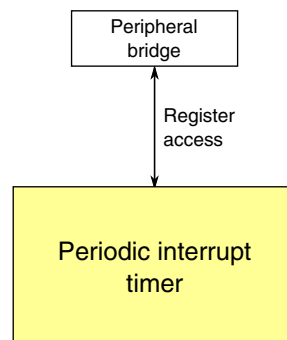 Peripheral
bridge
Register
access
Periodic interrupt
timer